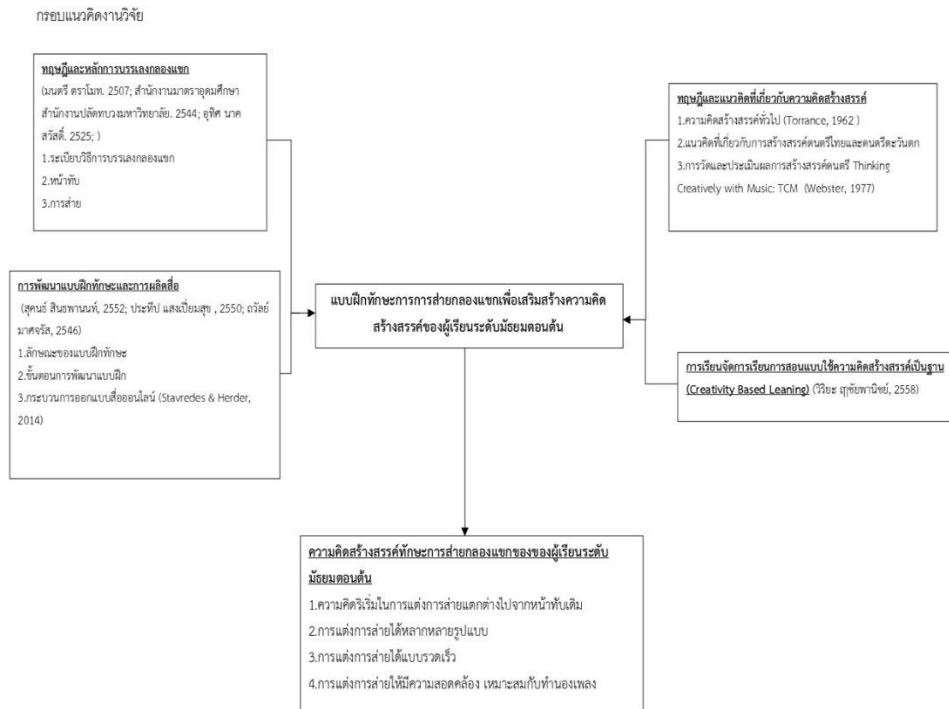 กรอบแนวคิดงานวิจัย
ทฤษฎีและหลักการบรรเลงกลองแขก
(มนตรี ตราโมท. 2507; สำนักงานมาตราอุดมศึกษา
สำนักงานปลัดทบวงมหาวิทยาลัย. 2544; อุทิศ นาค
สวัสดิ์. 2525; )
1.ระเบียบวิธีการบรรเลงกลองแขก
2.หน้าทับ
3.การส่าย
ทฤษฎีและแนวคิดที่เกี่ยวกับความคิดสร้างสรรค์
1.ความคิดสร้างสรรค์ทั่วไป (Torrance, 1962 )
2.แนวคิดที่เกี่ยวกับการสร้างสรรค์ดนตรีไทยและดนตรีตะวันตก
3.การวัดและประเมินผลการสร้างสรรค์ดนตรี Thinking
Creatively with Music: TCM (Webster, 1977)
การพัฒนาแบบฝึกทักษะและการผลิตสื่อ
(สุคนธ์ สินธพานนท์, 2552; ประทีป แสงเปี่ยมสุข , 2550; ถวัลย์
มาศจรัส, 2546)
1.ลักษณะของแบบฝึกทักษะ
2.ขั้นตอนการพัฒนาแบบฝึก
3.กระบวนการออกแบบสื่อออนไลน์ (Stavredes & Herder,
2014)
แบบฝึกทักษะการการส่ายกลองแขกเพื่อเสริมสร้างความคิด
สร้างสรรค์ของผู้เรียนระดับมัธยมตอนต้น
การเรียนจัดการเรียนการสอนแบบใช้ความคิดสร้างสรรค์เป็นฐาน
(Creativity Based Leaning) (วิริยะ ฤๅชัยพานิชย์, 2558)
ความคิดสร้างสรรค์ทักษะการส่ายกลองแขกของของผู้เรียนระดับ
มัธยมตอนต้น
1.ความคิดริเริ่มในการแต่งการส่ายแตกต่างไปจากหน้าทับเดิม
2.การแต่งการส่ายได้หลากหลายรูปแบบ
3.การแต่งการส่ายได้แบบรวดเร็ว
4.การแต่งการส่ายให้มีความสอดคล้อง เหมาะสมกับทำนองเพลง